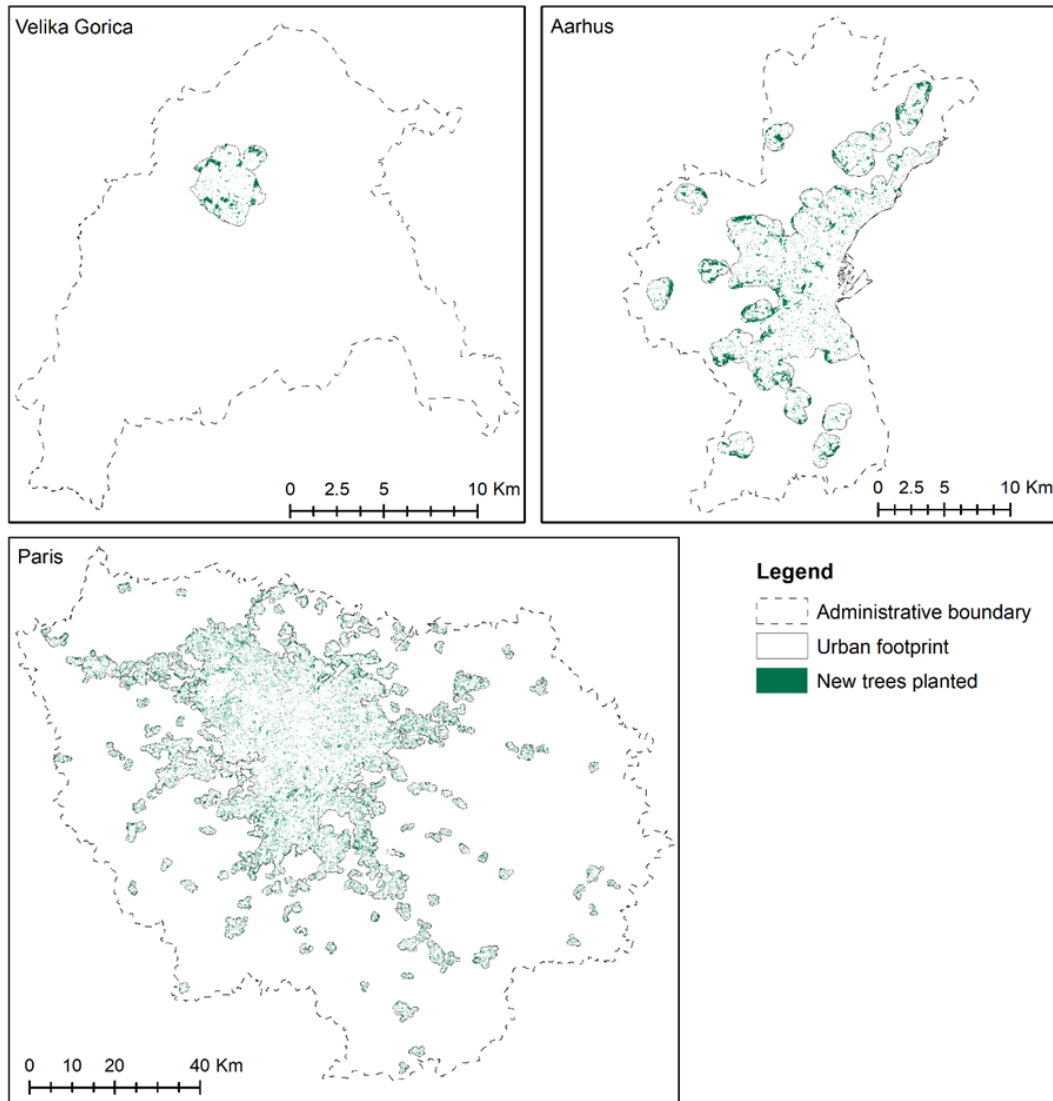 Velika Gorica
0 2.5 5 10 Km
Aarhus
0 2.5 5 10 Km
Paris
0 10 20 40 Km
Legend
Administrative boundary
Urban footprint
New trees planted